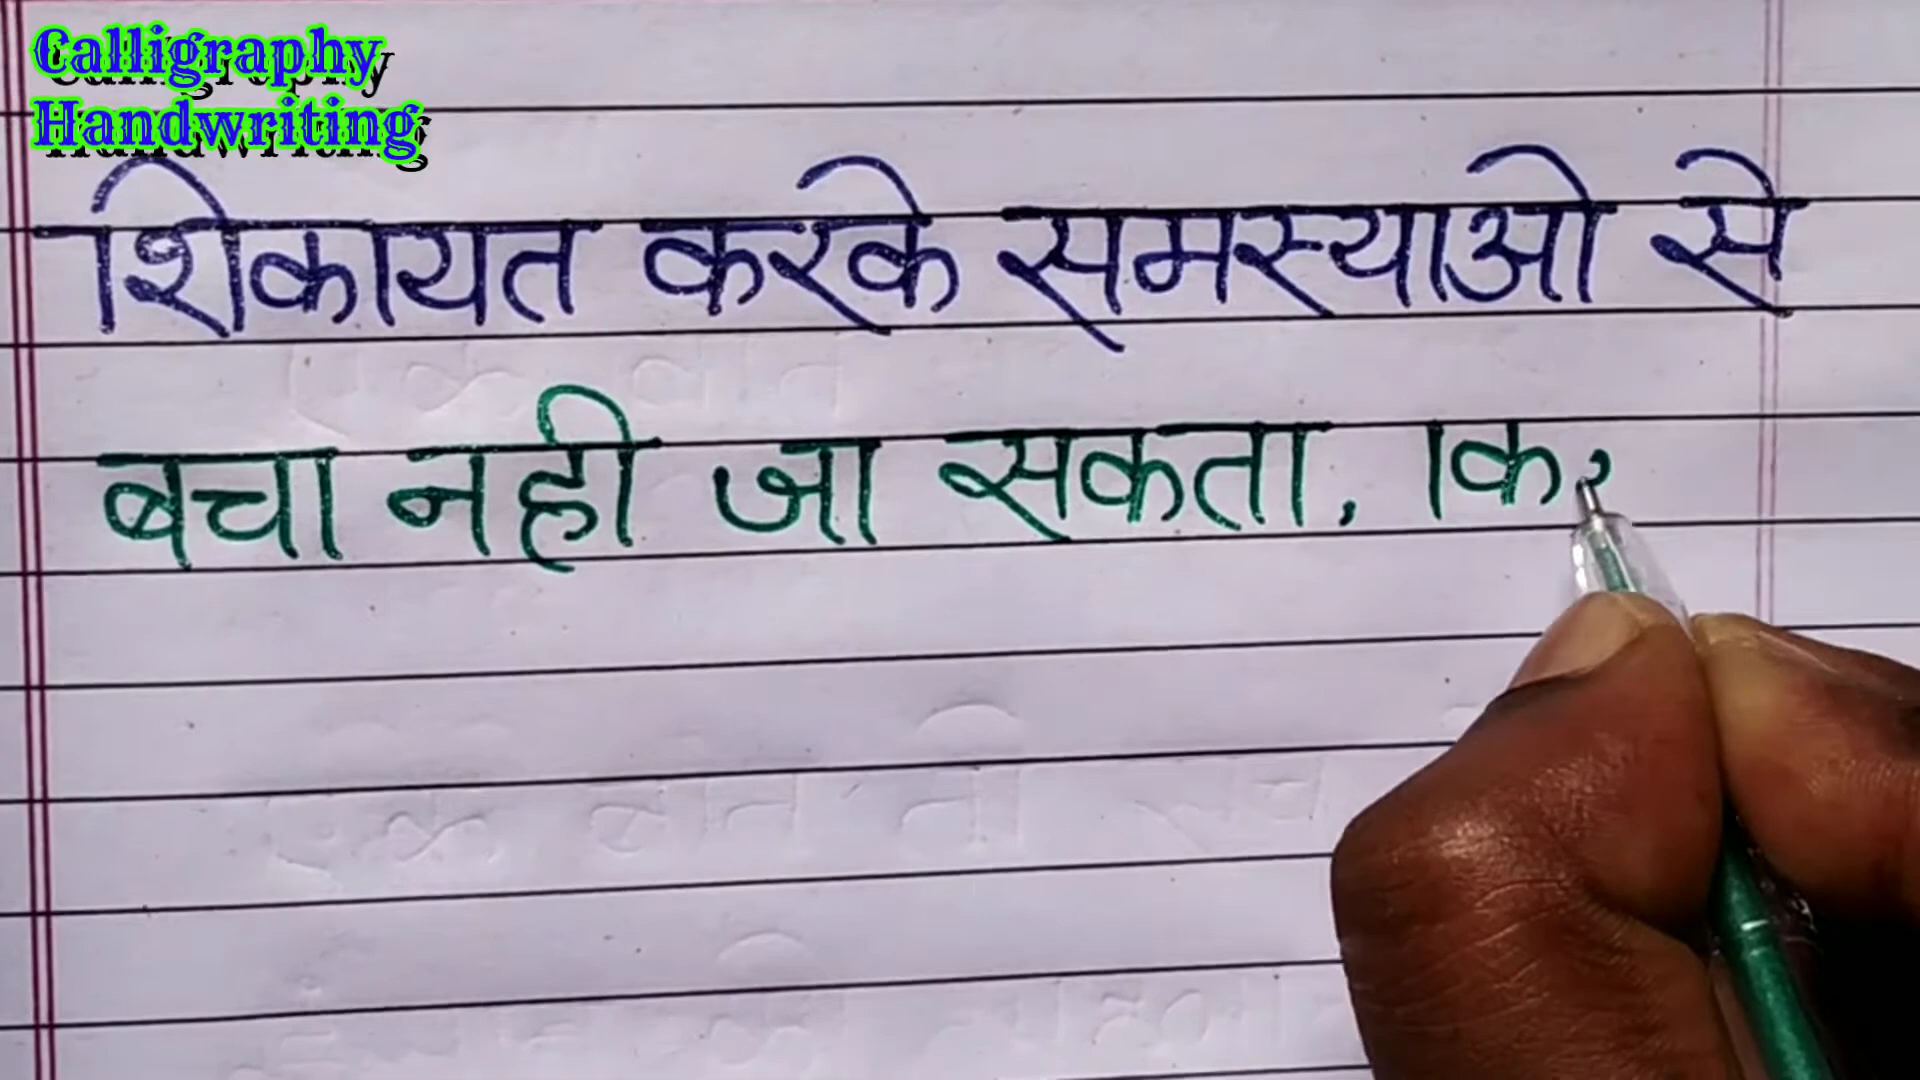 Calligraphy
Handwriting
शिकायत करके समस्याओ से
बचा नही जा सकता,